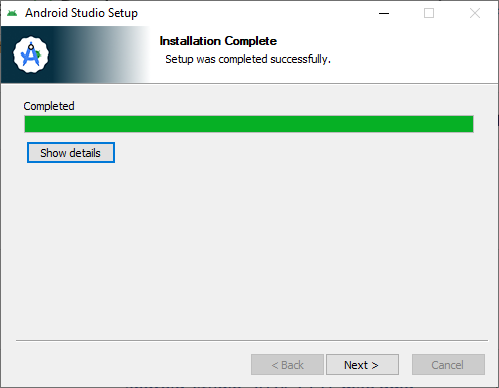 Android Studio Setup
Installation Complete
Setup was completed successfully.
Completed
Show details
< Back
Next >
Cancel